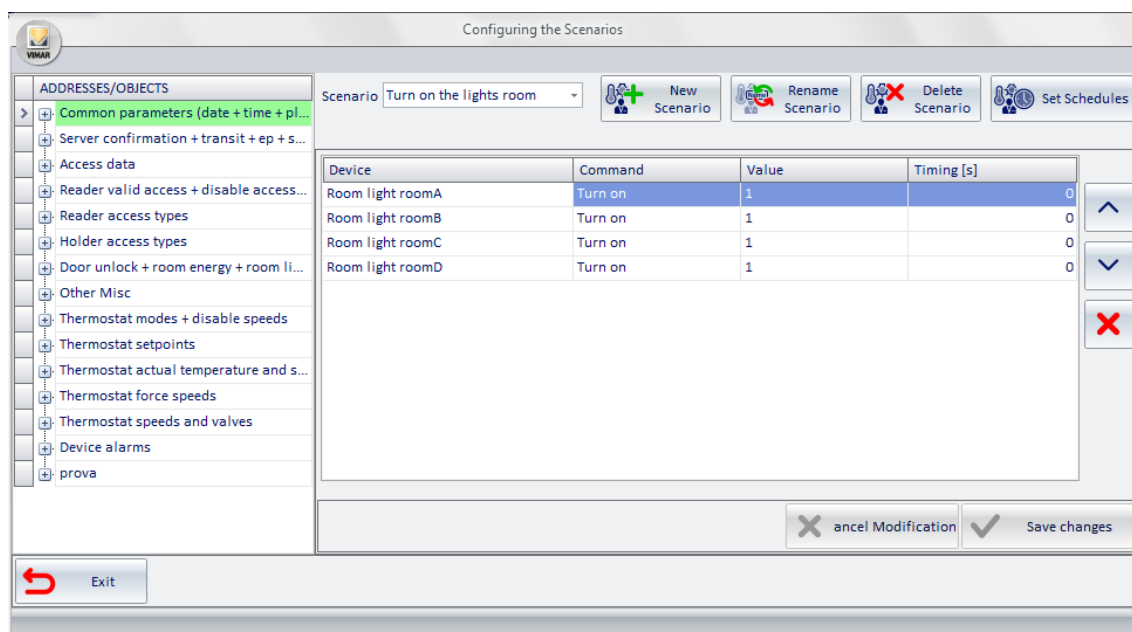 Configuring the Scenarios
VIMAR
ADDRESSES/OBJECTS
Common parameters (date + time + pl...
Server confirmation + transit + ep + s...
Access data
Reader valid access + disable access...
Reader access types
Holder access types
Door unlock + room energy + room li...
Other Misc
Thermostat modes + disable speeds
Thermostat setpoints
Thermostat actual temperature and s...
Thermostat force speeds
Thermostat speeds and valves
Device alarms
prova
Scenario Turn on the lights room
New
Scenario
Rename
Scenario
Delete
Scenario
Set Schedules
Device Command Value Timing [s]
Room light roomA Turn on 1 0
Room light roomB Turn on 1 0
Room light roomC Turn on 1 0
Room light roomD Turn on 1 0
ancel Modification
Save changes
Exit